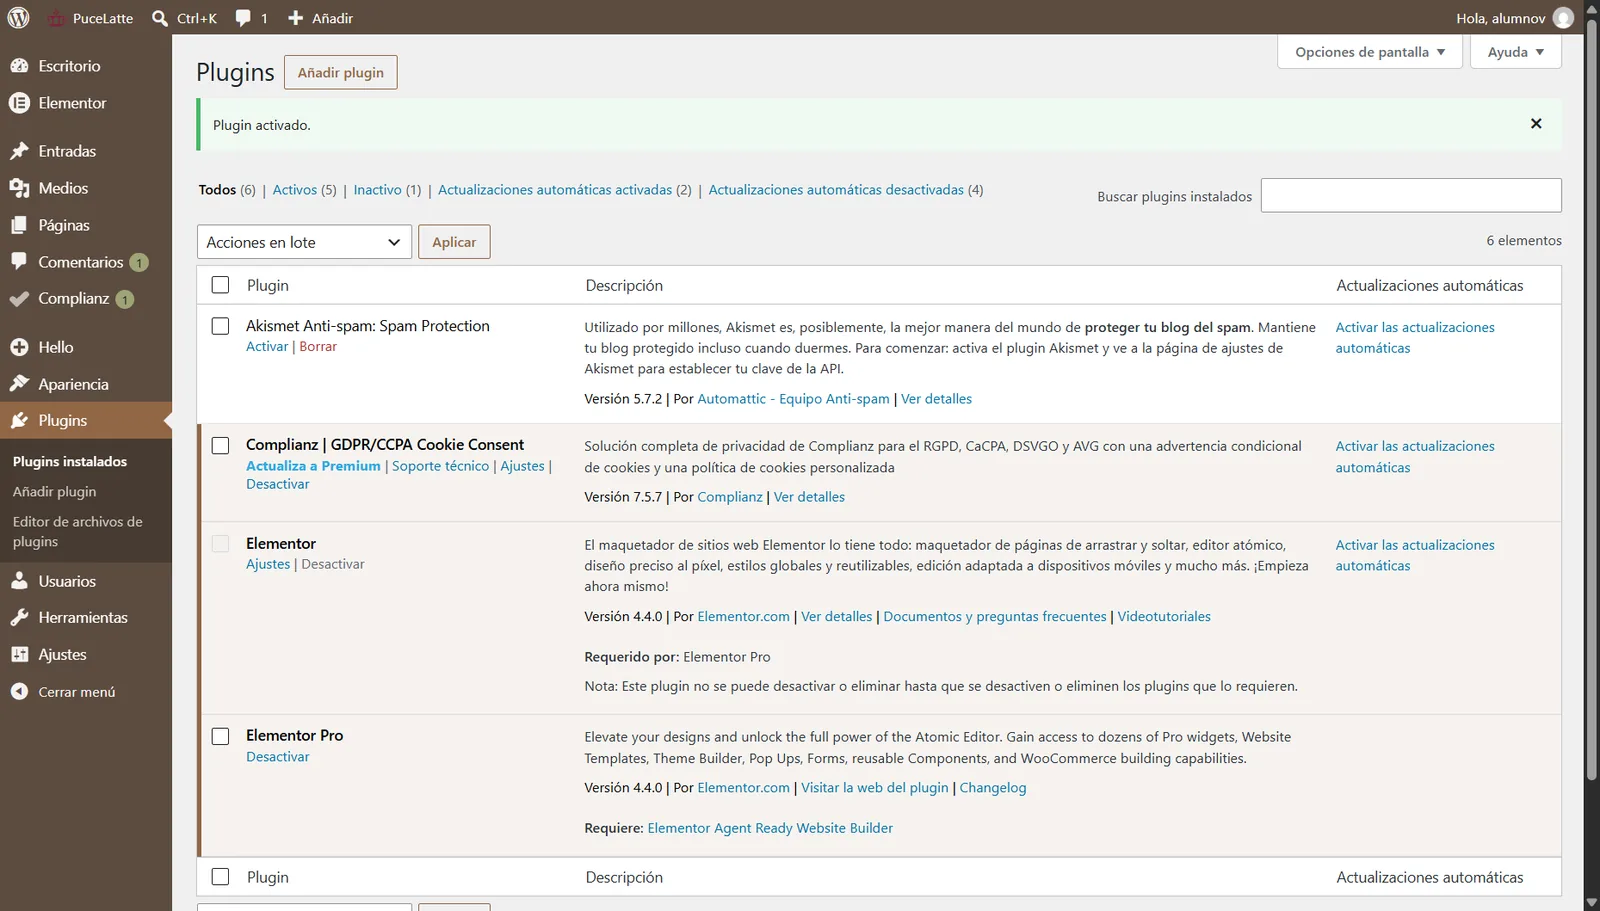 PucéLatte Ctrl+K 1 Añadir Hola, alumnov
Escritorio
Elementor
Entradas
Medios
Páginas
Comentarios 1
Complianz 1
Hello
Apariencia
Plugins
Plugins instalados
Añadir plugin
Editor de archivos de
plugins
Usuarios
Herramientas
Ajustes
Cerrar menú
Opciones de pantalla Ayuda
Plugins Añadir plugin
Plugin activado.
Todos (6) | Activos (5) | Inactivo (1) | Actualizaciones automáticas activadas (2) | Actualizaciones automáticas desactivadas (4)
Buscar plugins instalados
Acciones en lote Aplicar
6 elementos
Plugin Descripción Actualizaciones automáticas
Akismet Anti-spam: Spam Protection
Activar | Borrar
Utilizado por millones, Akismet es, posiblemente, la mejor manera del mundo de proteger tu blog del spam. Mantiene
tu blog protegido incluso cuando duermes. Para comenzar: activa el plugin Akismet y ve a la página de ajustes de
Akismet para establecer tu clave de la API.
Versión 5.7.2 | Por Automattic - Equipo Anti-spam | Ver detalles
Activar las actualizaciones
automáticas
Complianz | GDPR/CCPA Cookie Consent
Actualiza a Premium | Soporte técnico | Ajustes |
Desactivar
Solución completa de privacidad de Complianz para el RGPD, CaCPA, DSVGO y AVG con una advertencia condicional
de cookies y una política de cookies personalizada
Versión 7.5.7 | Por Complianz | Ver detalles
Activar las actualizaciones
automáticas
Elementor
Ajustes | Desactivar
El maquetador de sitios web Elementor lo tiene todo: maquetador de páginas de arrastrar y soltar, editor atómico,
diseño preciso al píxel, estilos globales y reutilizables, edición adaptada a dispositivos móviles y mucho más. ¡Empieza
ahora mismo!
Versión 4.4.0 | Por Elementor.com | Ver detalles | Documentos y preguntas frecuentes | Videotutoriales
Requerido por: Elementor Pro
Nota: Este plugin no se puede desactivar o eliminar hasta que se desactiven o eliminen los plugins que lo requieren.
Activar las actualizaciones
automáticas
Elementor Pro
Desactivar
Elevate your designs and unlock the full power of the Atomic Editor. Gain access to dozens of Pro widgets, Website
Templates, Theme Builder, Pop Ups, Forms, reusable Components, and WooCommerce building capabilities.
Versión 4.4.0 | Por Elementor.com | Visitar la web del plugin | Changelog
Requiere: Elementor Agent Ready Website Builder
Plugin Descripción Actualizaciones automáticas